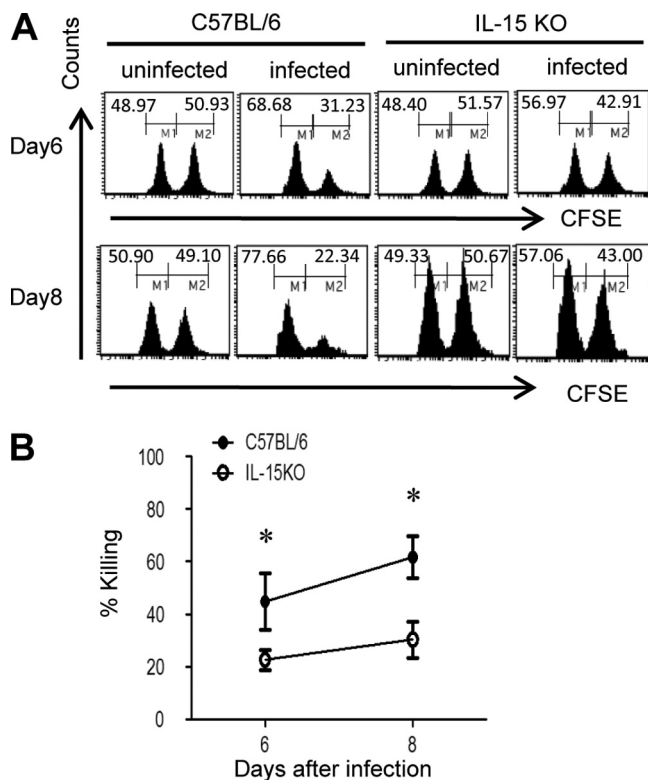 A
C57BL/6
IL-15 KO
Counts
uninfected
infected
uninfected
infected
Day6
48.97 50.93
M1 M2
68.68 31.23
M1 M2
48.40 51.57
M1 M2
56.97 42.91
M1 M2
CFSE
Day8
50.90 49.10
M1 M2
77.66 22.34
M1 M2
49.33 50.67
M1 M2
57.06 43.00
M1 M2
CFSE
B
C57BL/6
IL-15KO
% Killing
100
80
60
40
20
0
*
*
6
8
Days after infection